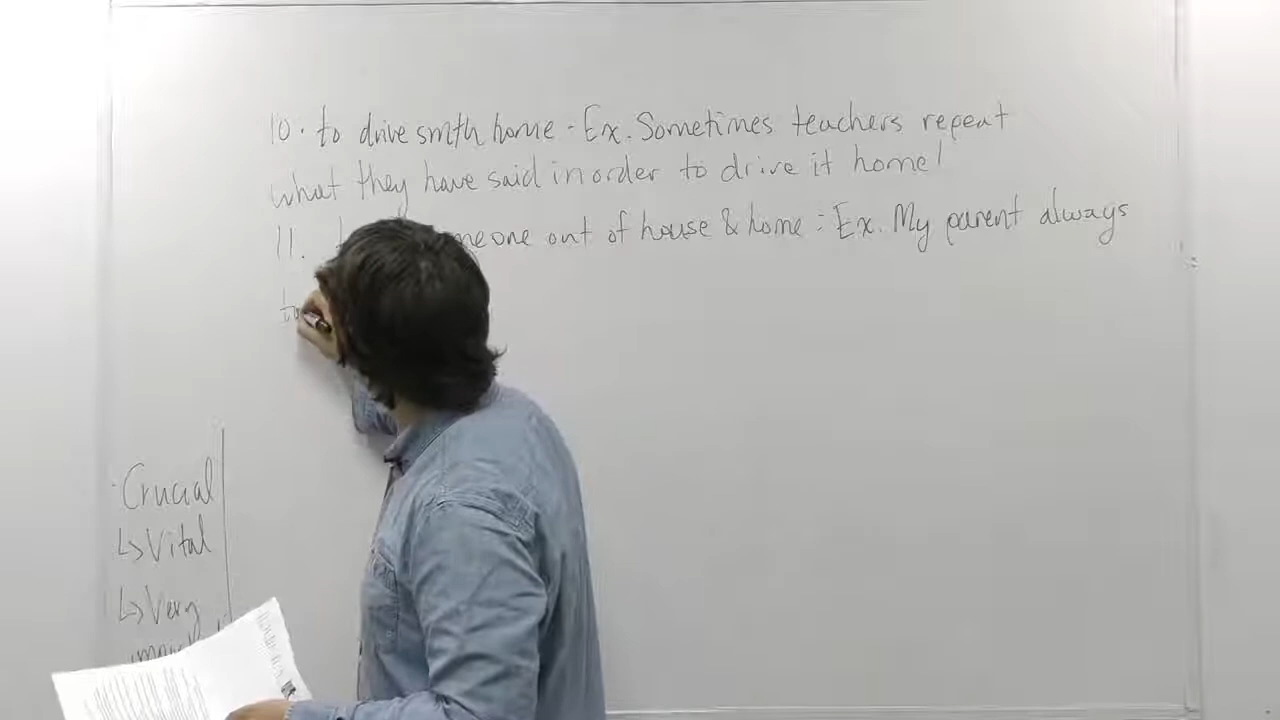 10. to drive smth home - Ex. Sometimes teachers repeat
what they have said in order to drive it home!
11. out of house & home : Ex. My parent always
Crucial
↳ Vital
↳ Very